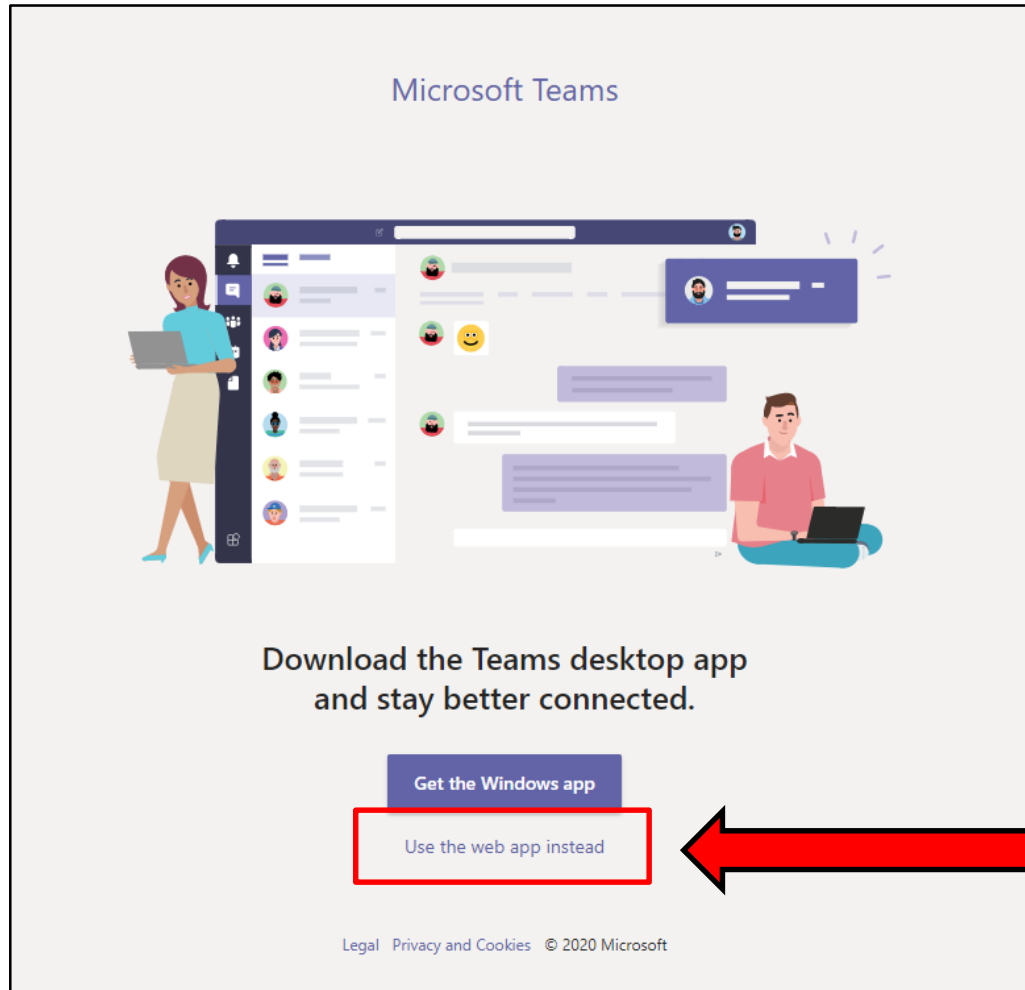 Microsoft Teams
Download the Teams desktop app
and stay better connected.
Get the Windows app
Use the web app instead
Legal Privacy and Cookies © 2020 Microsoft